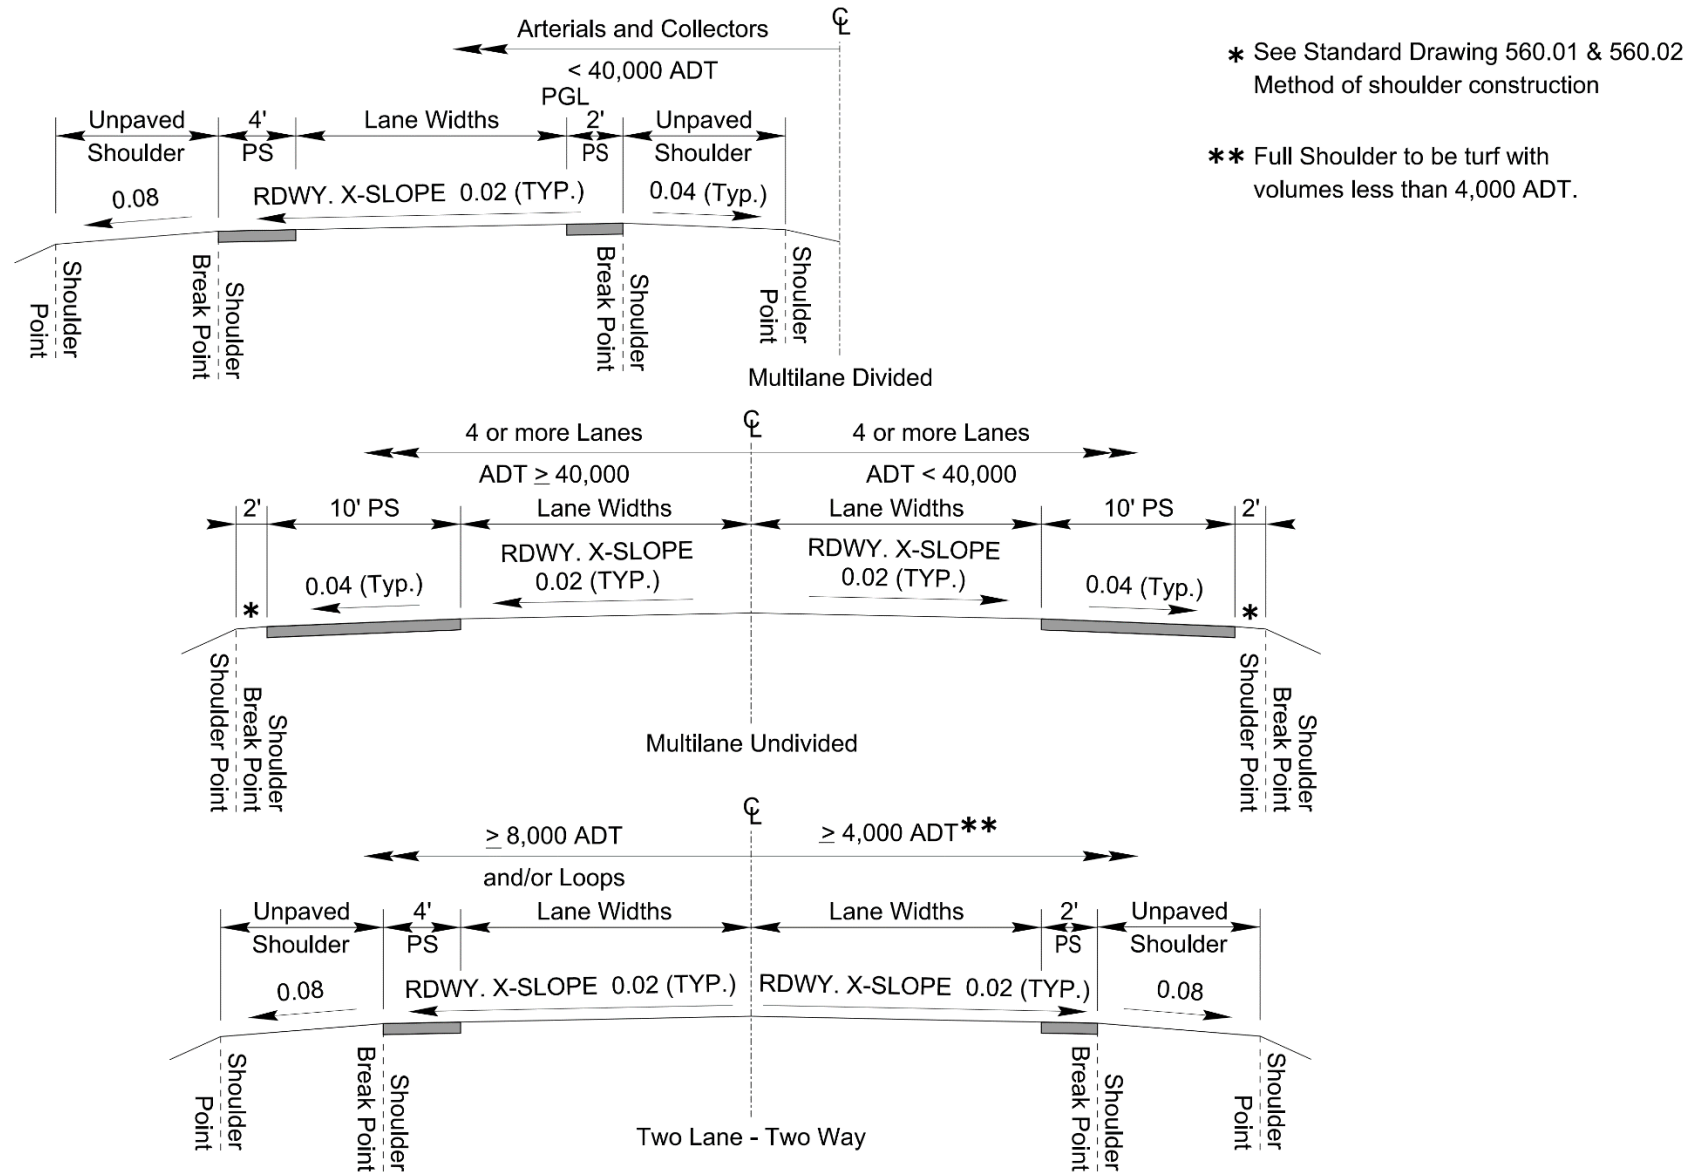 ℄
Arterials and Collectors
< 40,000 ADT
PGL
Unpaved
Shoulder
4'
PS
Lane Widths
2'
PS
Unpaved
Shoulder
0.08
RDWY. X-SLOPE 0.02 (TYP.)
0.04 (Typ.)
Shoulder
Point
Shoulder
Break Point
Shoulder
Break Point
Shoulder
Point
Multilane Divided
* See Standard Drawing 560.01 & 560.02
Method of shoulder construction
** Full Shoulder to be turf with
volumes less than 4,000 ADT.
℄
4 or more Lanes
ADT ≥ 40,000
4 or more Lanes
ADT < 40,000
2'
10' PS
Lane Widths
Lane Widths
10' PS
2'
RDWY. X-SLOPE
0.02 (TYP.)
RDWY. X-SLOPE
0.02 (TYP.)
0.04 (Typ.)
0.04 (Typ.)
*
*
Shoulder Point
Shoulder
Break Point
Shoulder Point
Shoulder
Break Point
Multilane Undivided
℄
≥ 8,000 ADT
and/or Loops
≥ 4,000 ADT**
Unpaved
Shoulder
4'
PS
Lane Widths
Lane Widths
2'
PS
Unpaved
Shoulder
0.08
RDWY. X-SLOPE 0.02 (TYP.)
RDWY. X-SLOPE 0.02 (TYP.)
0.08
Shoulder
Point
Shoulder
Break Point
Shoulder
Break Point
Shoulder
Point
Two Lane - Two Way